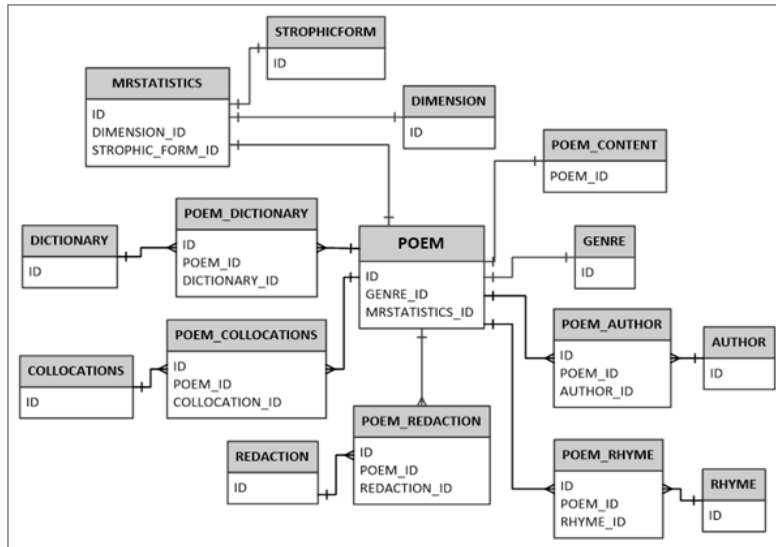 STROPHICFORM
ID
MRSTATISTICS
ID
DIMENSION_ID
STROPHIC_FORM_ID
DIMENSION
ID
POEM_CONTENT
POEM_ID
POEM_DICTIONARY
ID
POEM_ID
DICTIONARY_ID
DICTIONARY
ID
POEM
ID
GENRE_ID
MRSTATISTICS_ID
GENRE
ID
POEM_COLLOCATIONS
ID
POEM_ID
COLLOCATION_ID
COLLOCATIONS
ID
POEM_AUTHOR
ID
POEM_ID
AUTHOR_ID
AUTHOR
ID
POEM_REDACTION
ID
POEM_ID
REDACTION_ID
REDACTION
ID
POEM_RHYME
ID
POEM_ID
RHYME_ID
RHYME
ID